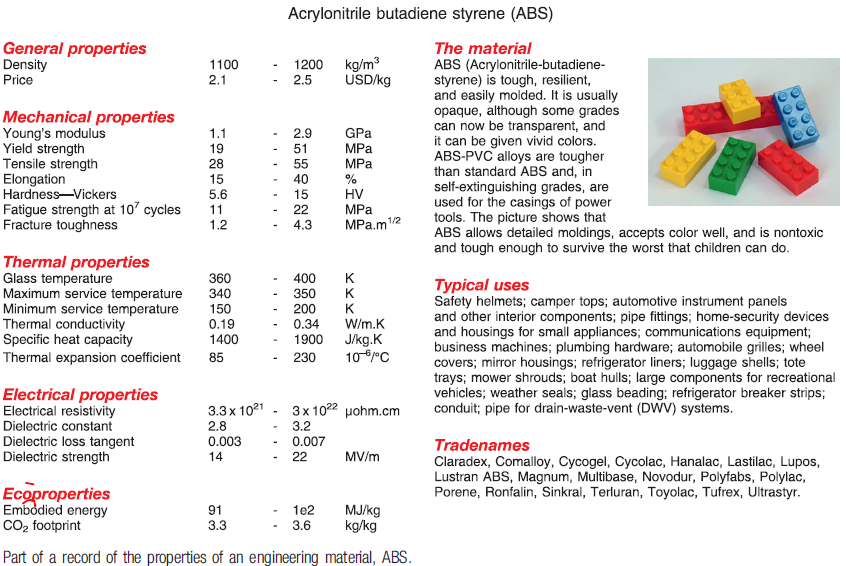 Acrylonitrile butadiene styrene (ABS)
General properties
Density 1100 - 1200 kg/m³
Price 2.1 - 2.5 USD/kg
Mechanical properties
Young's modulus 1.1 - 2.9 GPa
Yield strength 19 - 51 MPa
Tensile strength 28 - 55 MPa
Elongation 15 - 40 %
Hardness—Vickers 5.6 - 15 HV
Fatigue strength at 10⁷ cycles 11 - 22 MPa
Fracture toughness 1.2 - 4.3 MPa.m¹/²
Thermal properties
Glass temperature 360 - 400 K
Maximum service temperature 340 - 350 K
Minimum service temperature 150 - 200 K
Thermal conductivity 0.19 - 0.34 W/m.K
Specific heat capacity 1400 - 1900 J/kg.K
Thermal expansion coefficient 85 - 230 10⁻⁶/°C
Electrical properties
Electrical resistivity 3.3 x 10²¹ - 3 x 10²² µohm.cm
Dielectric constant 2.8 - 3.2
Dielectric loss tangent 0.003 - 0.007
Dielectric strength 14 - 22 MV/m
Ecoproperties
Embodied energy 91 - 1e2 MJ/kg
CO₂ footprint 3.3 - 3.6 kg/kg
The material
ABS (Acrylonitrile-butadiene-
styrene) is tough, resilient,
and easily molded. It is usually
opaque, although some grades
can now be transparent, and
it can be given vivid colors.
ABS-PVC alloys are tougher
than standard ABS and, in
self-extinguishing grades, are
used for the casings of power
tools. The picture shows that
ABS allows detailed moldings, accepts color well, and is nontoxic
and tough enough to survive the worst that children can do.
Typical uses
Safety helmets; camper tops; automotive instrument panels
and other interior components; pipe fittings; home-security devices
and housings for small appliances; communications equipment;
business machines; plumbing hardware; automobile grilles; wheel
covers; mirror housings; refrigerator liners; luggage shells; tote
trays; mower shrouds; boat hulls; large components for recreational
vehicles; weather seals; glass beading; refrigerator breaker strips;
conduit; pipe for drain-waste-vent (DWV) systems.
Tradenames
Claradex, Comalloy, Cycogel, Cycolac, Hanalac, Lastilac, Lupos,
Lustran ABS, Magnum, Multibase, Novodur, Polyfabs, Polylac,
Porene, Ronfalin, Sinkral, Terluran, Toyolac, Tufrex, Ultrastyr.
Part of a record of the properties of an engineering material, ABS.